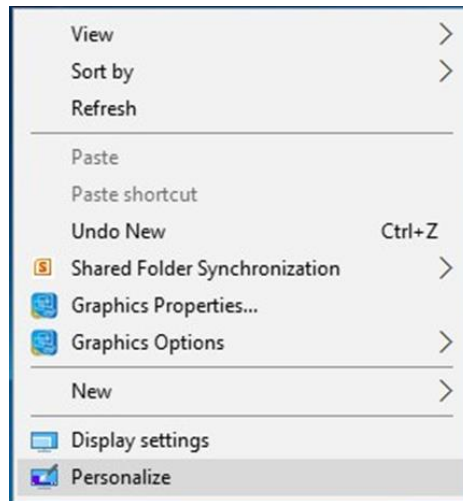 View
Sort by
Refresh
Paste
Paste shortcut
Undo New Ctrl+Z
S Shared Folder Synchronization
Graphics Properties...
Graphics Options
New
Display settings
Personalize